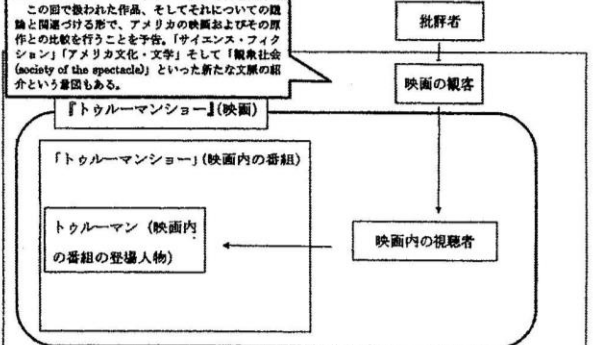 この回で扱われた作品、そしてそれについての議
論と関連づける形で、アメリカの映画およびその原
作との比較を行うことを予告。「サイエンス・フィク
ション」「アメリカ文化・文学」そして「観衆社会
(society of the spectacle)」といった新たな文脈の紹
介という意図もある。
批評者
映画の観客
『トゥルーマンショー』(映画)
「トゥルーマンショー」(映画内の番組)
トゥルーマン (映画内
の番組の登場人物)
映画内の視聴者